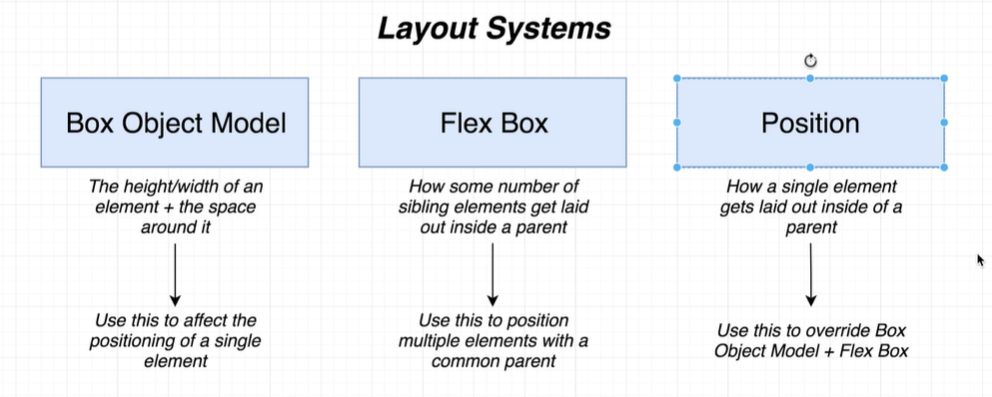 Layout Systems
Box Object Model
Flex Box
Position
The height/width of an
element + the space
around it
How some number of
sibling elements get laid
out inside a parent
How a single element
gets laid out inside of a
parent
Use this to affect the
positioning of a single
element
Use this to position
multiple elements with a
common parent
Use this to override Box
Object Model + Flex Box